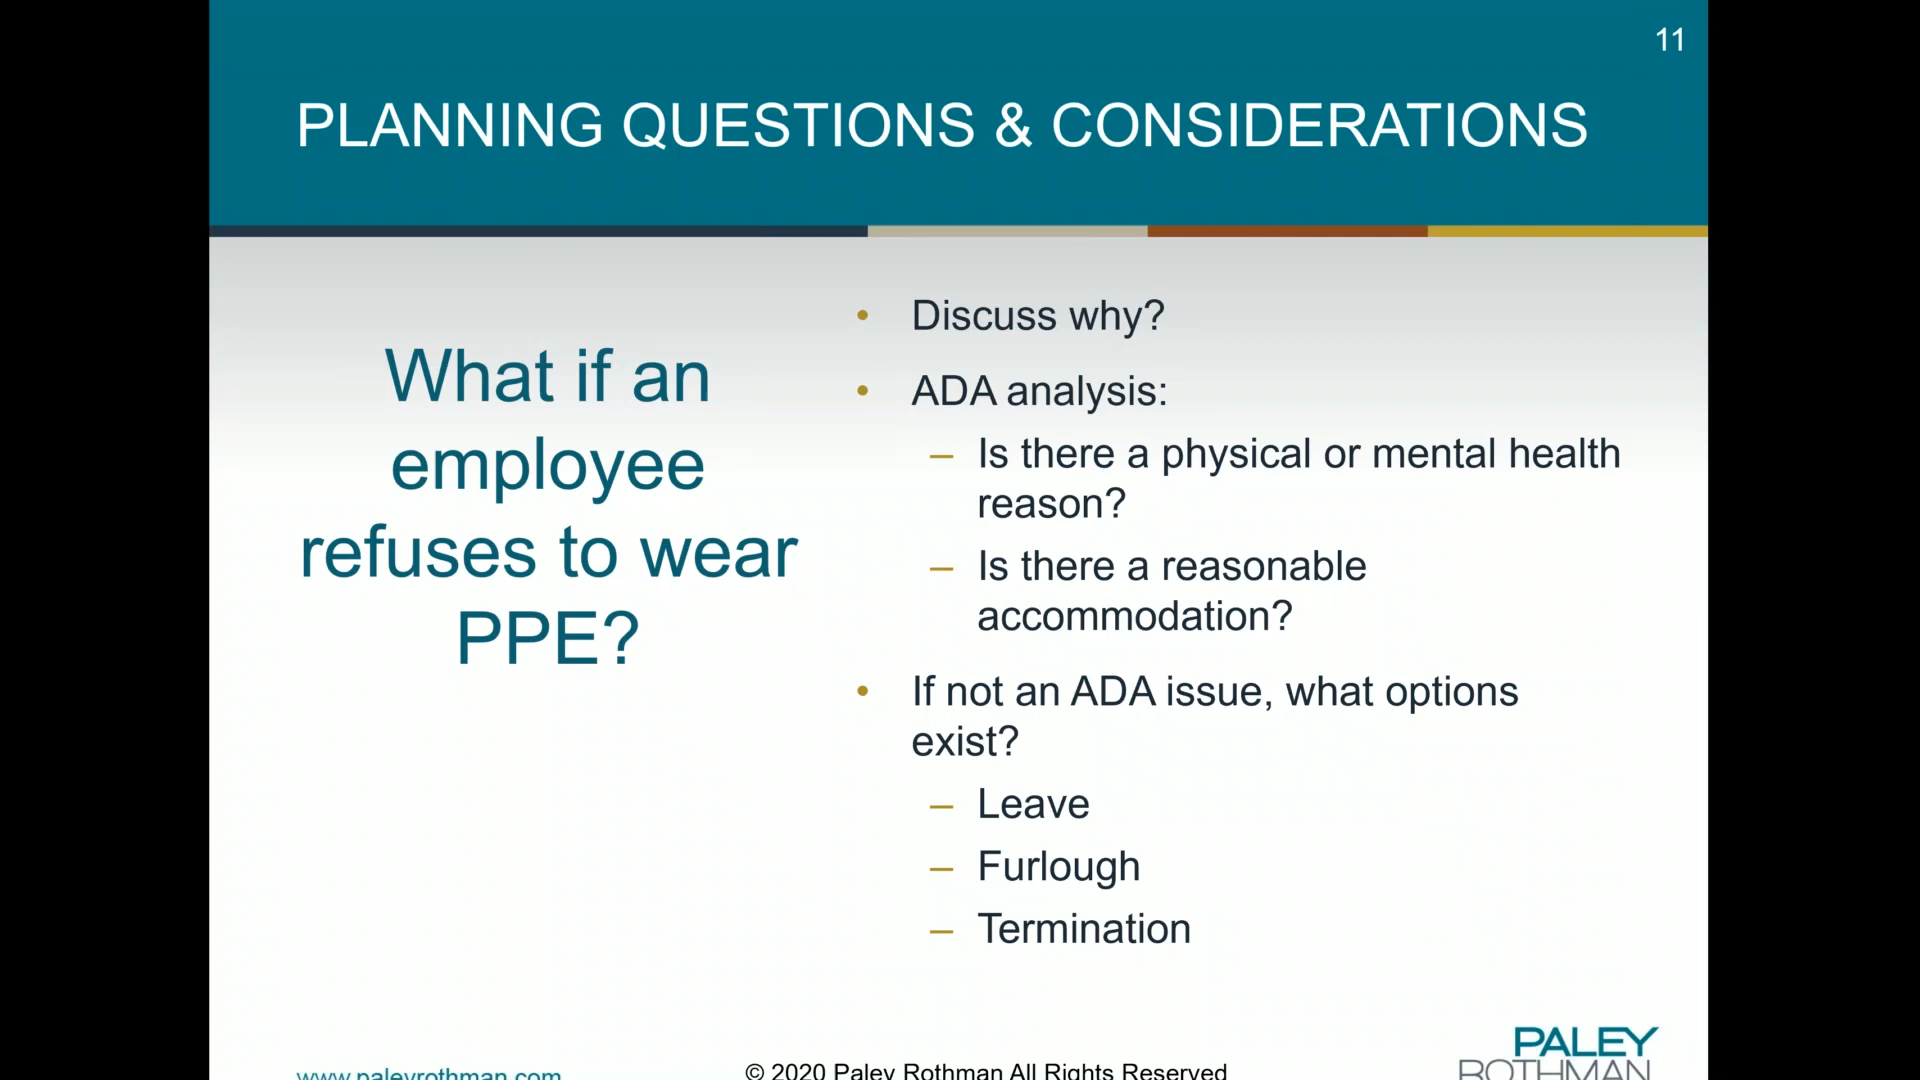 11
PLANNING QUESTIONS & CONSIDERATIONS
What if an
employee
refuses to wear
PPE?
• Discuss why?
• ADA analysis:
– Is there a physical or mental health
reason?
– Is there a reasonable
accommodation?
• If not an ADA issue, what options
exist?
– Leave
– Furlough
– Termination
www.paleyrothman.com
© 2020 Paley Rothman All Rights Reserved
PALEY
ROTHMAN